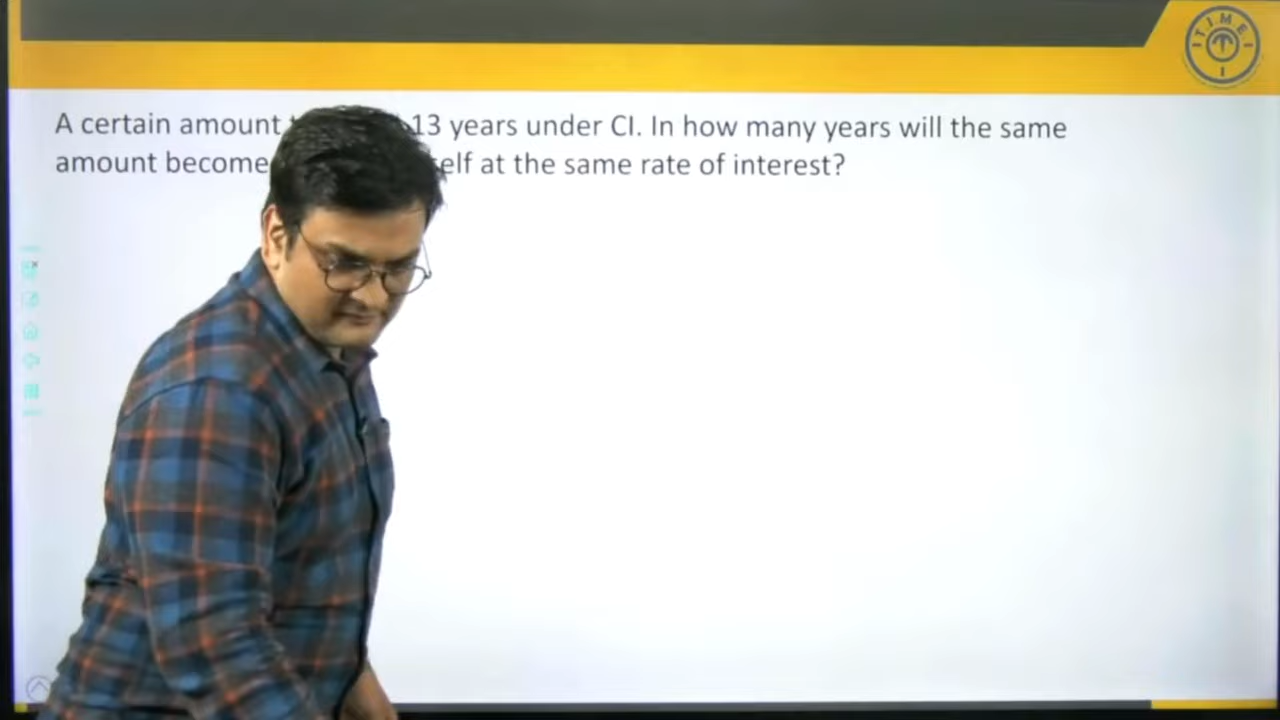 A certain amount 13 years under CI. In how many years will the same
amount become elf at the same rate of interest?
T.I.M.E.